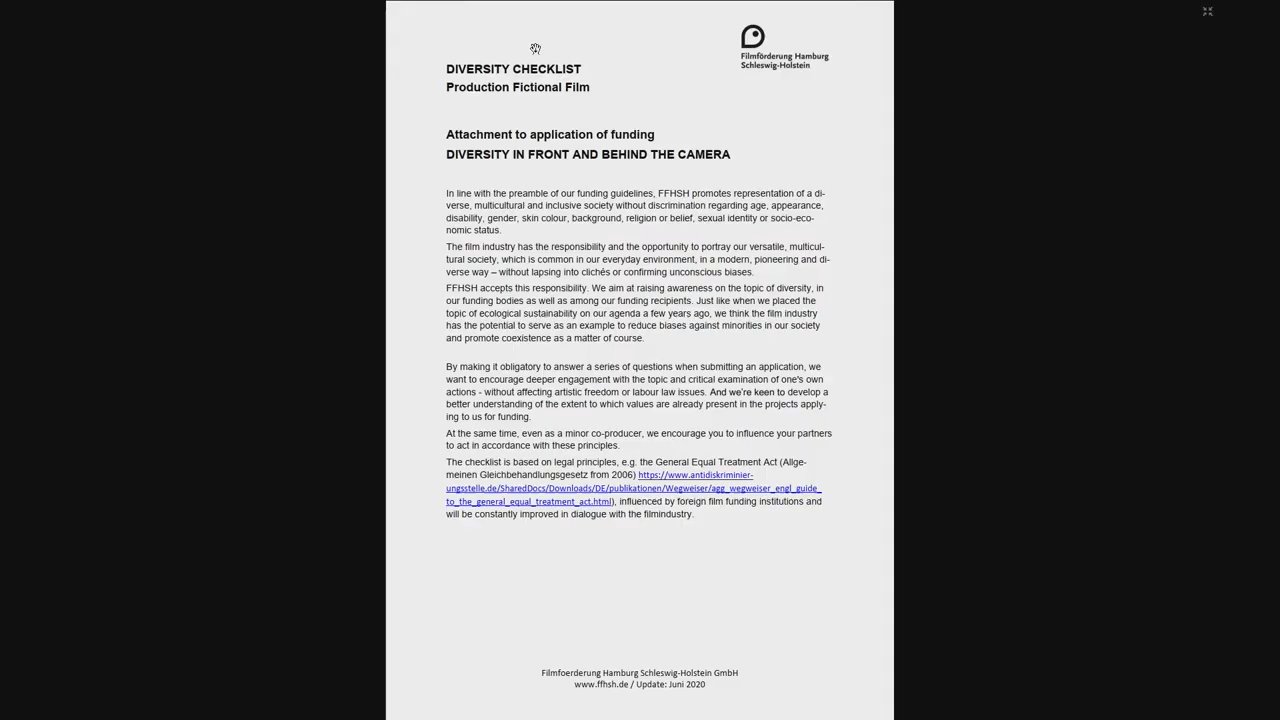 Filmförderung Hamburg
Schleswig-Holstein
DIVERSITY CHECKLIST
Production Fictional Film
Attachment to application of funding
DIVERSITY IN FRONT AND BEHIND THE CAMERA
In line with the preamble of our funding guidelines, FFHSH promotes representation of a di-
verse, multicultural and inclusive society without discrimination regarding age, appearance,
disability, gender, skin colour, background, religion or belief, sexual identity or socio-eco-
nomic status.
The film industry has the responsibility and the opportunity to portray our versatile, multicul-
tural society, which is common in our everyday environment, in a modern, pioneering and di-
verse way – without lapsing into clichés or confirming unconscious biases.
FFHSH accepts this responsibility. We aim at raising awareness on the topic of diversity, in
our funding bodies as well as among our funding recipients. Just like when we placed the
topic of ecological sustainability on our agenda a few years ago, we think the film industry
has the potential to serve as an example to reduce biases against minorities in our society
and promote coexistence as a matter of course.
By making it obligatory to answer a series of questions when submitting an application, we
want to encourage deeper engagement with the topic and critical examination of one's own
actions - without affecting artistic freedom or labour law issues. And we're keen to develop a
better understanding of the extent to which values are already present in the projects apply-
ing to us for funding.
At the same time, even as a minor co-producer, we encourage you to influence your partners
to act in accordance with these principles.
The checklist is based on legal principles, e.g. the General Equal Treatment Act (Allge-
meinen Gleichbehandlungsgesetz from 2006) https://www.antidiskriminier-
ungsstelle.de/SharedDocs/Downloads/DE/publikationen/Wegweiser/agg_wegweiser_engl_guide_
to_the_general_equal_treatment_act.html), influenced by foreign film funding institutions and
will be constantly improved in dialogue with the filmindustry.
Filmfoerderung Hamburg Schleswig-Holstein GmbH
www.ffhsh.de / Update: Juni 2020